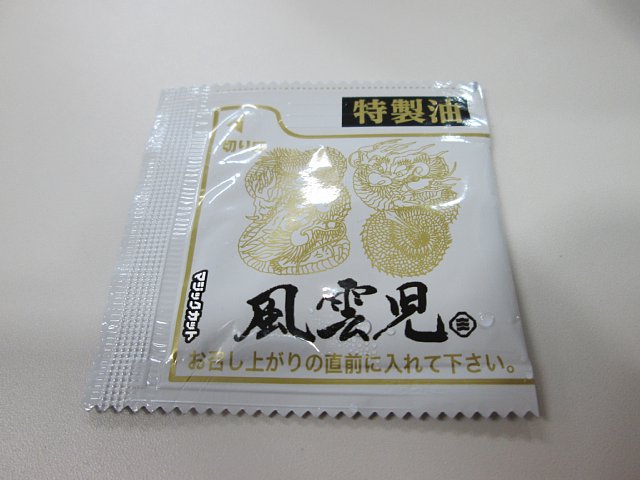 特製油
切り口
風雲児
お召し上がりの直前に入れて下さい。
マジックカット